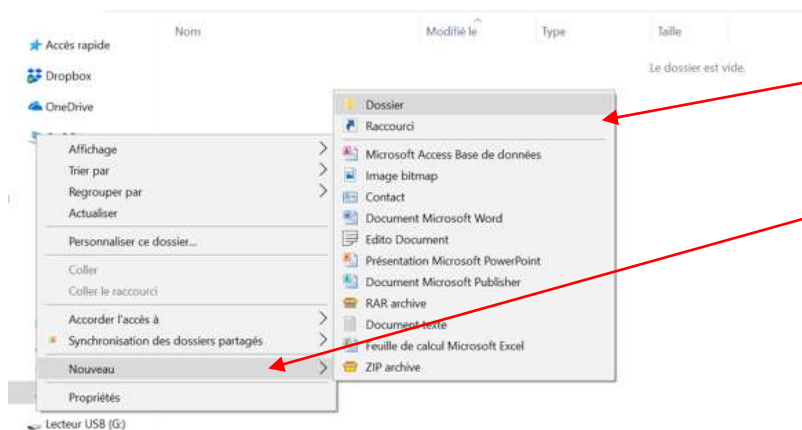 Nom Modifié le Type Taille
Accès rapide
Le dossier est vide.
Dropbox
OneDrive
Affichage
Trier par
Regrouper par
Actualiser
Personnaliser ce dossier...
Coller
Coller le raccourci
Accorder l'accès à
Synchronisation des dossiers partagés
Nouveau
Propriétés
Dossier
Raccourci
Microsoft Access Base de données
Image bitmap
Contact
Document Microsoft Word
Edito Document
Présentation Microsoft PowerPoint
Document Microsoft Publisher
RAR archive
Document texte
Feuille de calcul Microsoft Excel
ZIP archive
Lecteur USB (G:)